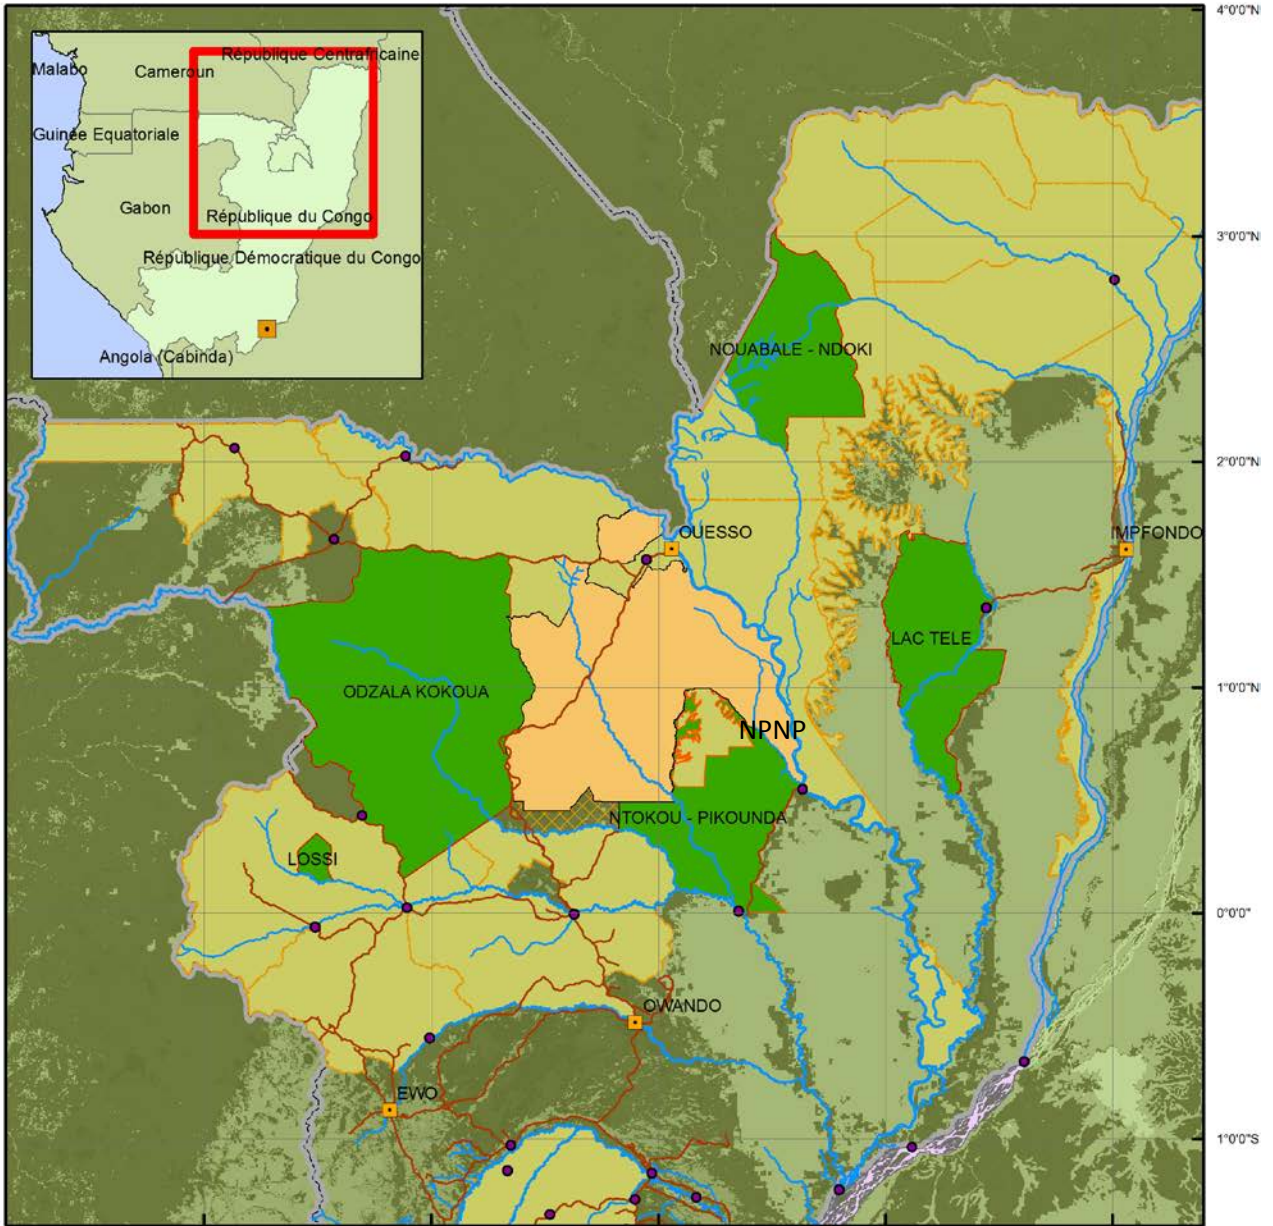 4°0'0"N
République Centrafricaine
Malabo
Cameroun
Guinée Equatoriale
Gabon
République du Congo
République Démocratique du Congo
Angola (Cabinda)
3°0'0"N
NOUABALE - NDOKI
2°0'0"N
OUESSO
IMPFONDO
LAC TELE
ODZALA KOKOUA
1°0'0"N
NPNP
NTOKOU - PIKOUNDA
LOSSI
0°0'0"
OWANDO
EWO
1°0'0"S